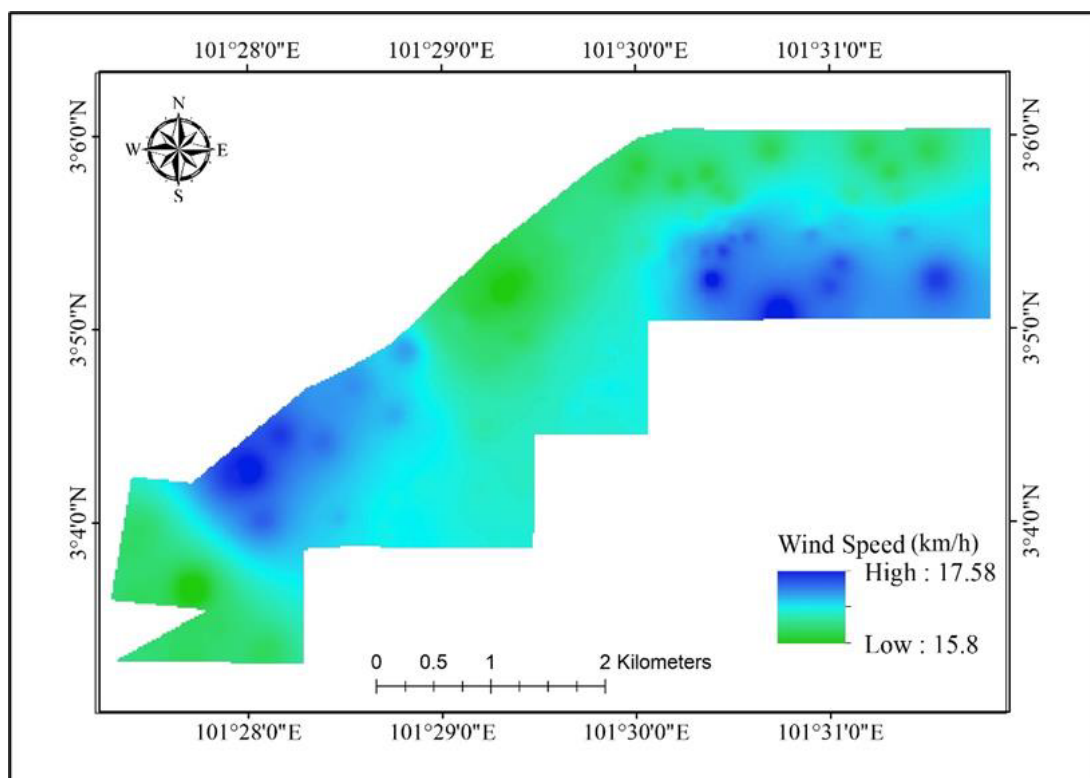 101°28'0"E 101°29'0"E 101°30'0"E 101°31'0"E
N
W E
S
3°6'0"N 3°6'0"N
3°5'0"N 3°5'0"N
3°4'0"N 3°4'0"N
Wind Speed (km/h)
High : 17.58
Low : 15.8
0 0.5 1 2 Kilometers
101°28'0"E 101°29'0"E 101°30'0"E 101°31'0"E